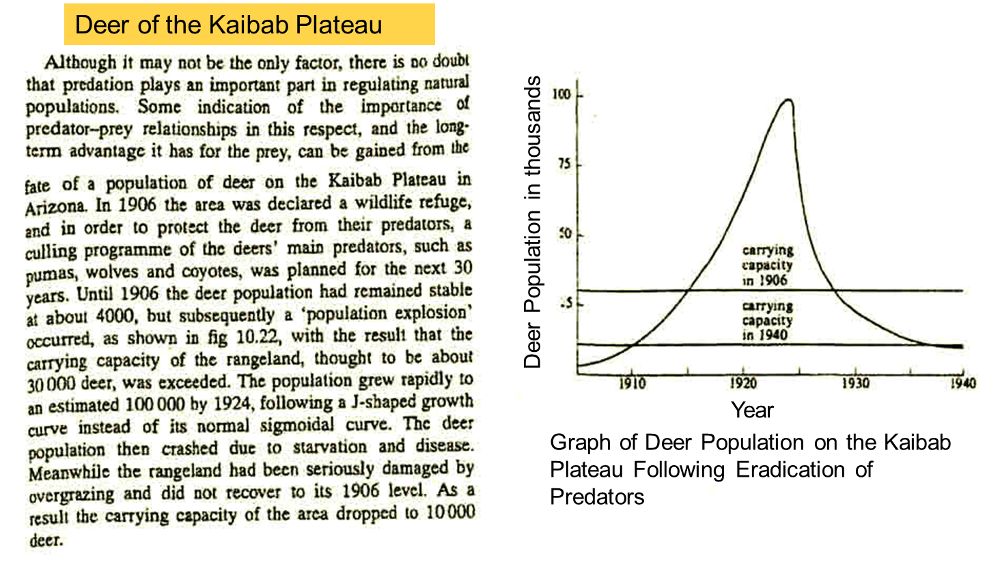 Deer of the Kaibab Plateau
Although it may not be the only factor, there is no doubt
that predation plays an important part in regulating natural
populations. Some indication of the importance of
predator–prey relationships in this respect, and the long-
term advantage it has for the prey, can be gained from the
fate of a population of deer on the Kaibab Plateau in
Arizona. In 1906 the area was declared a wildlife refuge,
and in order to protect the deer from their predators, a
culling programme of the deers' main predators, such as
pumas, wolves and coyotes, was planned for the next 30
years. Until 1906 the deer population had remained stable
at about 4000, but subsequently a 'population explosion'
occurred, as shown in fig 10.22, with the result that the
carrying capacity of the rangeland, thought to be about
30 000 deer, was exceeded. The population grew rapidly to
an estimated 100 000 by 1924, following a J-shaped growth
curve instead of its normal sigmoidal curve. The deer
population then crashed due to starvation and disease.
Meanwhile the rangeland had been seriously damaged by
overgrazing and did not recover to its 1906 level. As a
result the carrying capacity of the area dropped to 10 000
deer.
Deer Population in thousands
100
75
50
carrying
capacity
in 1906
carrying
capacity
in 1940
1910 1920 1930 1940
Year
Graph of Deer Population on the Kaibab
Plateau Following Eradication of
Predators